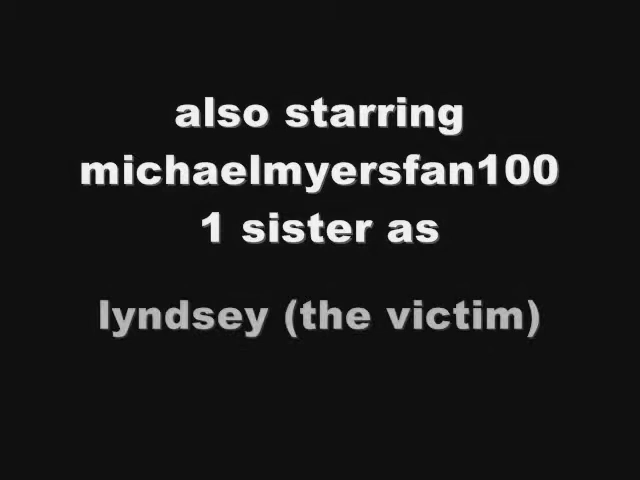 also starring
michaelmyersfan100
1 sister as
lyndsey (the victim)